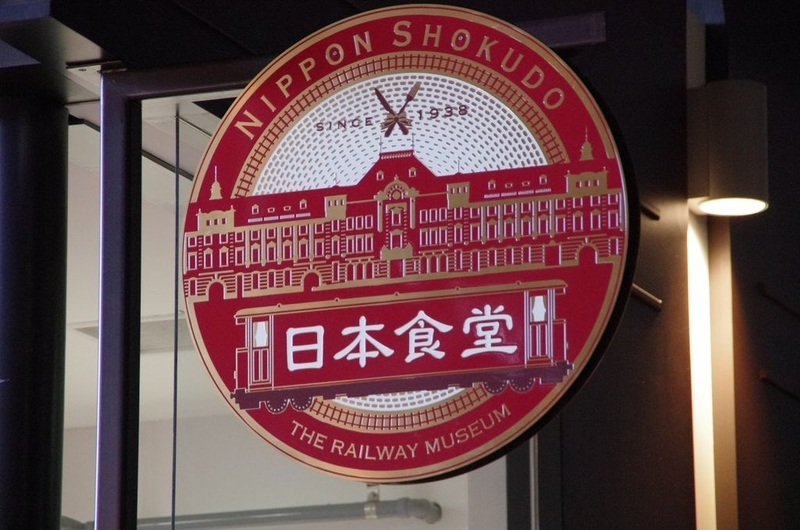 NIPPON SHOKUDO
SINCE 1938
日本食堂
THE RAILWAY MUSEUM